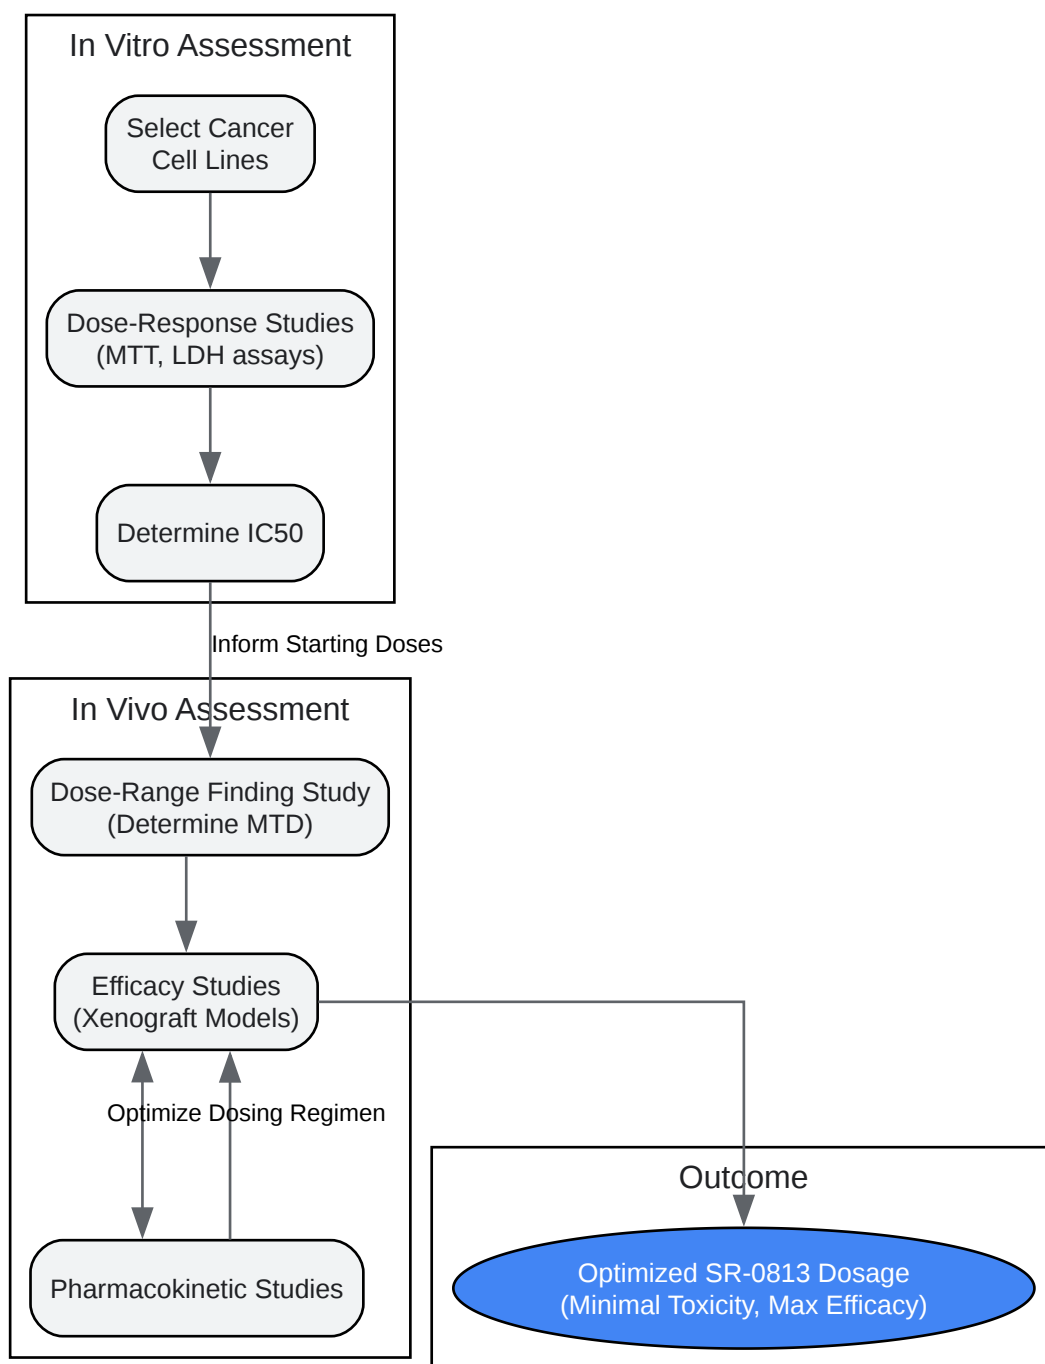 In Vitro Assessment
Select Cancer
Cell Lines
Dose-Response Studies
(MTT, LDH assays)
Determine IC50
Inform Starting Doses
In Vivo Assessment
Dose-Range Finding Study
(Determine MTD)
Efficacy Studies
(Xenograft Models)
Optimize Dosing Regimen
Pharmacokinetic Studies
Outcome
Optimized SR-0813 Dosage
(Minimal Toxicity, Max Efficacy)